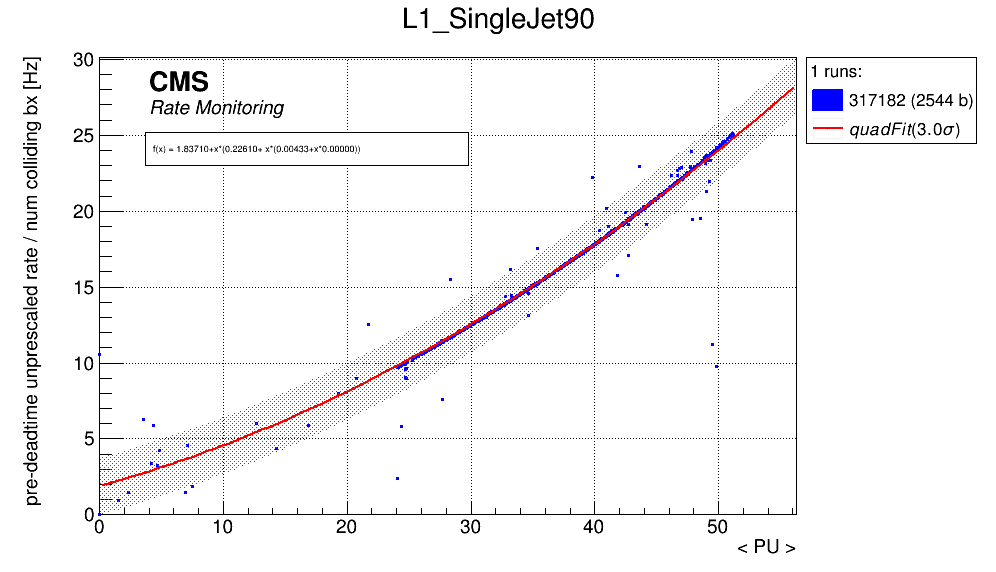 L1_SingleJet90
pre-deadtime unprescaled rate / num colliding bx [Hz]
30
25
20
15
10
5
0
CMS
Rate Monitoring
f(x) = 1.83710+x*(0.22610+ x*(0.00433+x*0.00000))
0 10 20 30 40 50
< PU >
1 runs:
317182 (2544 b)
quadFit(3.0σ)